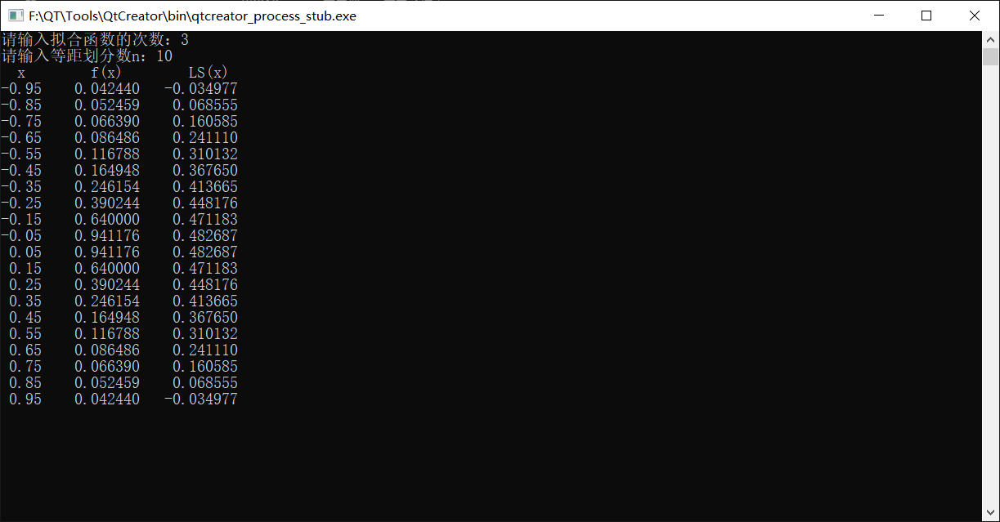 F:\QT\Tools\QtCreator\bin\qtcreator_process_stub.exe
请输入拟合函数的次数：3
请输入等距划分数n：10
x f(x) LS(x)
-0.95 0.042440 -0.034977
-0.85 0.052459 0.068555
-0.75 0.066390 0.160585
-0.65 0.086486 0.241110
-0.55 0.116788 0.310132
-0.45 0.164948 0.367650
-0.35 0.246154 0.413665
-0.25 0.390244 0.448176
-0.15 0.640000 0.471183
-0.05 0.941176 0.482687
0.05 0.941176 0.482687
0.15 0.640000 0.471183
0.25 0.390244 0.448176
0.35 0.246154 0.413665
0.45 0.164948 0.367650
0.55 0.116788 0.310132
0.65 0.086486 0.241110
0.75 0.066390 0.160585
0.85 0.052459 0.068555
0.95 0.042440 -0.034977